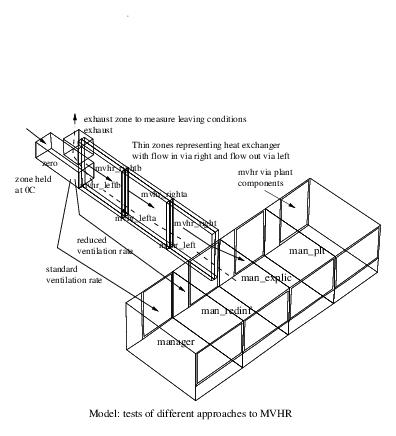 exhaust zone to measure leaving conditions
exhaust
Thin zones representing heat exchanger
with flow in via right and flow out via left
zero
mvhr_rightb
mvhr via plant
components
zone held
at 0C
mvhr_leftb
mvhr_righta
mvhr_lefta
mvhr_right
mvhr_left
reduced
ventilation rate
man_plt
standard
ventilation rate
man_explic
man_redinf
manager
Model: tests of different approaches to MVHR